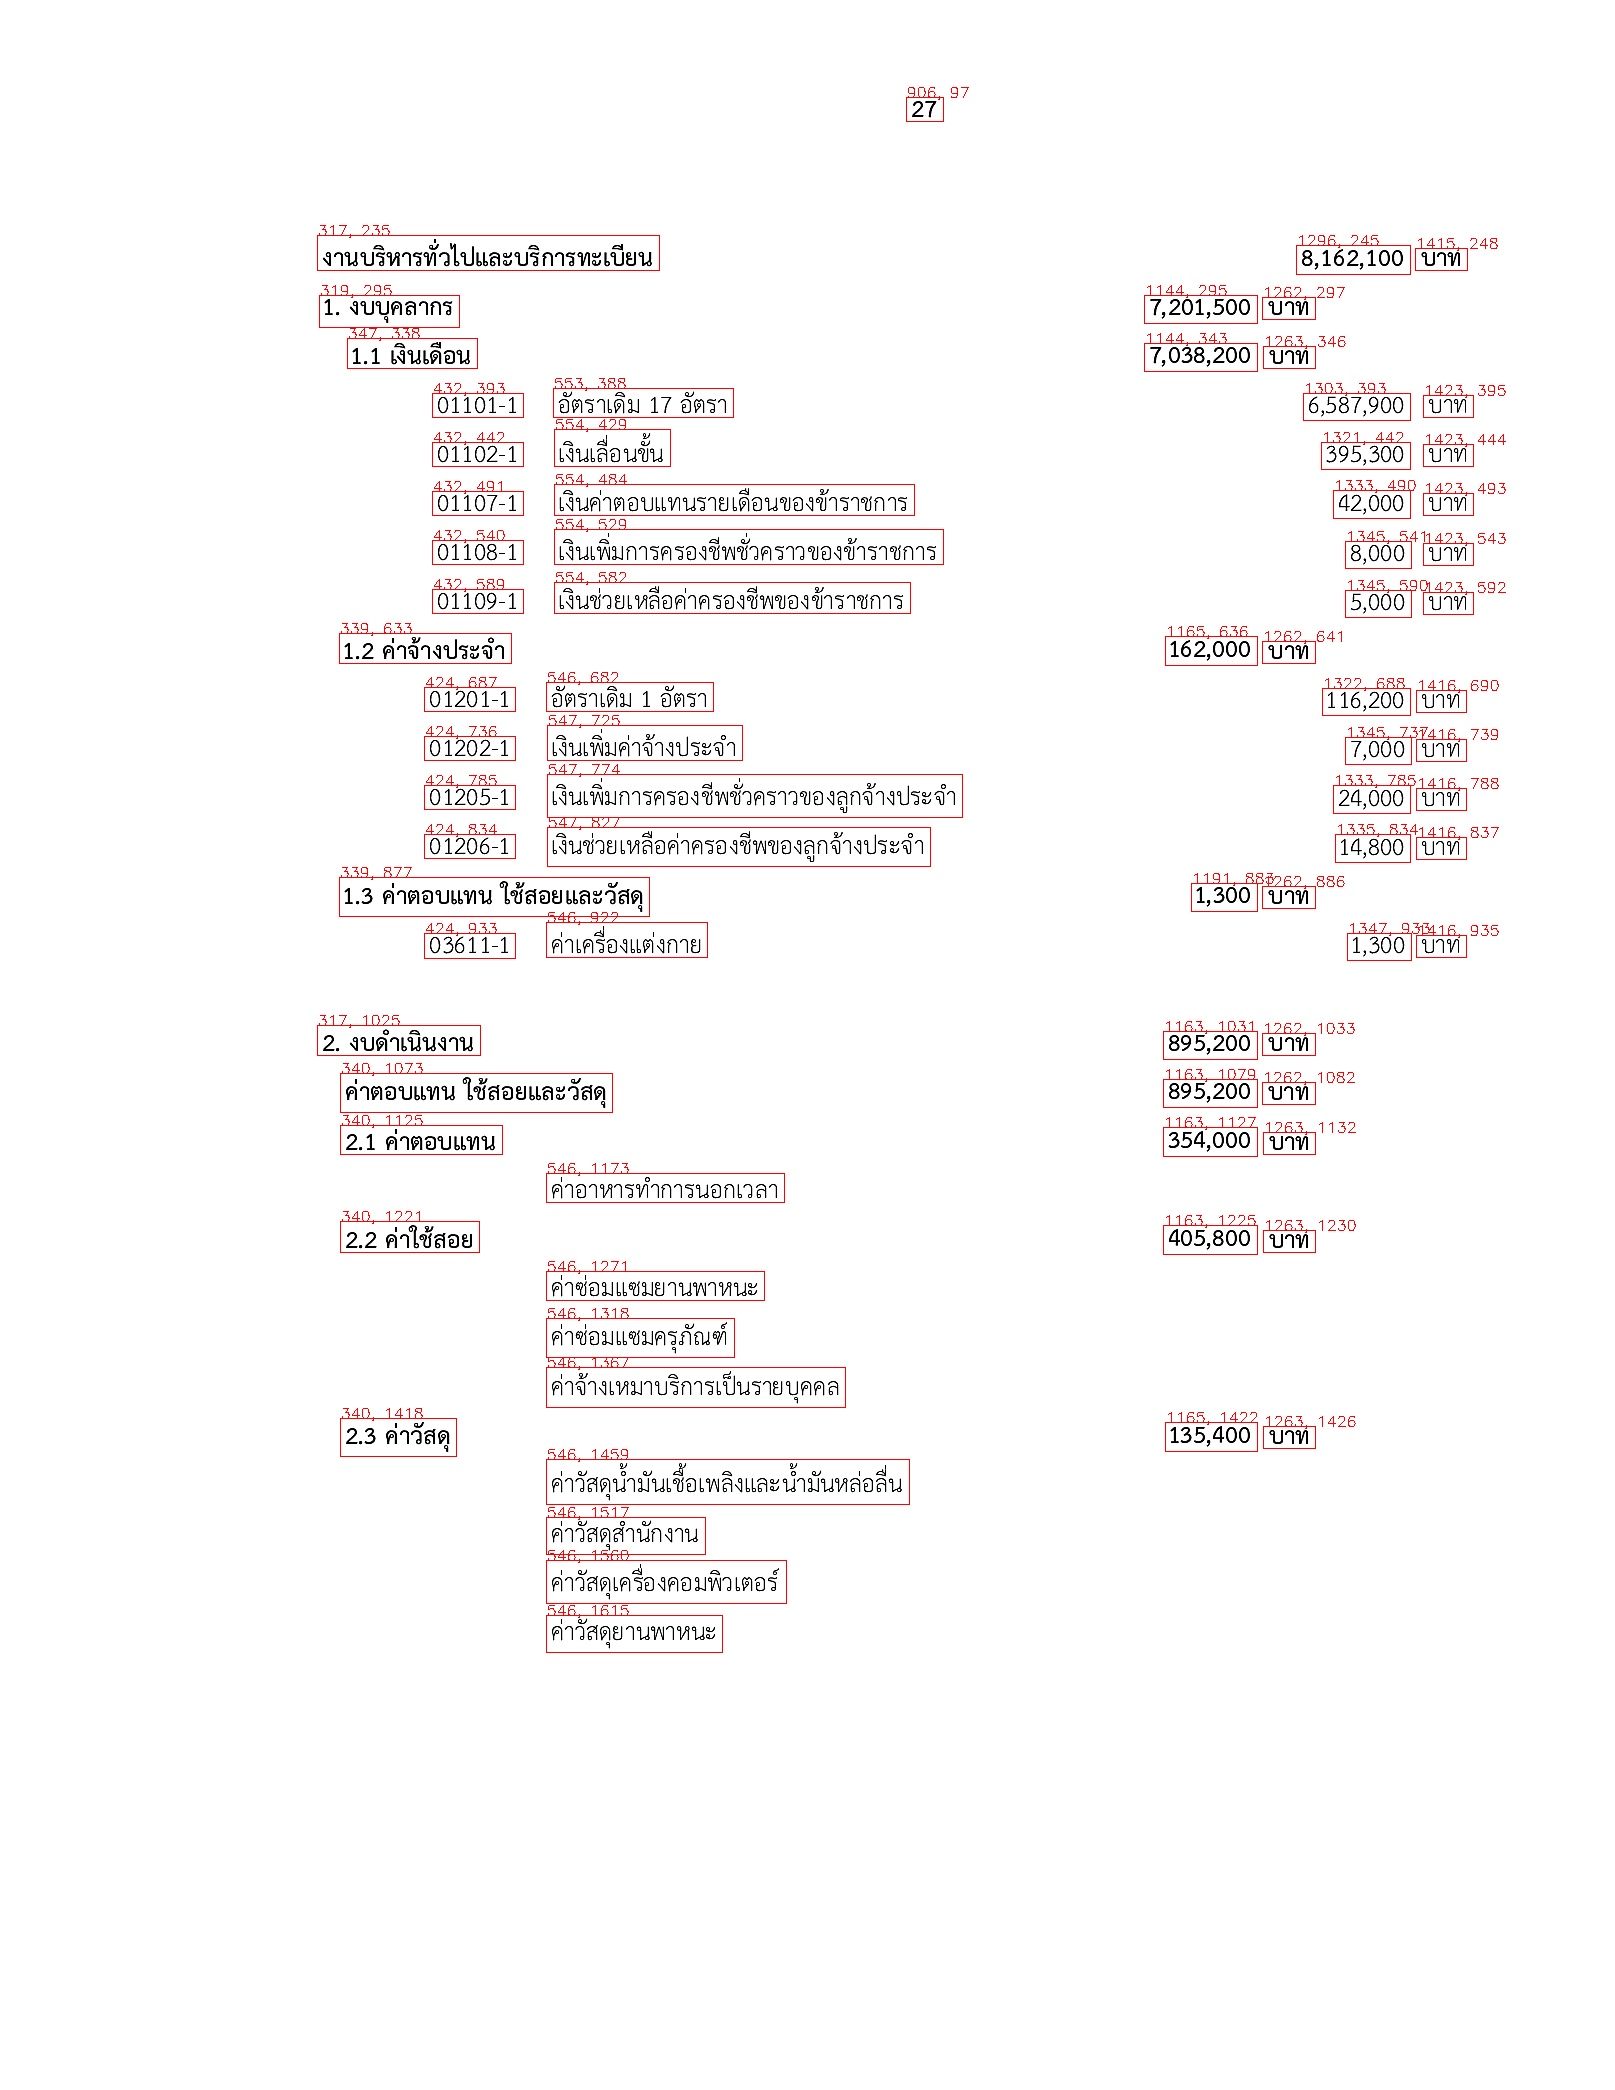 27
งานบริหารทั่วไปและบริการทะเบียน 8,162,100 บาท
1. งบบุคลากร 7,201,500 บาท
1.1 เงินเดือน 7,038,200 บาท
01101-1 อัตราเดิม 17 อัตรา 6,587,900 บาท
01102-1 เงินเลื่อนขั้น 395,300 บาท
01107-1 เงินค่าตอบแทนรายเดือนของข้าราชการ 42,000 บาท
01108-1 เงินเพิ่มการครองชีพชั่วคราวของข้าราชการ 8,000 บาท
01109-1 เงินช่วยเหลือค่าครองชีพของข้าราชการ 5,000 บาท
1.2 ค่าจ้างประจำ 162,000 บาท
01201-1 อัตราเดิม 1 อัตรา 116,200 บาท
01202-1 เงินเพิ่มค่าจ้างประจำ 7,000 บาท
01205-1 เงินเพิ่มการครองชีพชั่วคราวของลูกจ้างประจำ 24,000 บาท
01206-1 เงินช่วยเหลือค่าครองชีพของลูกจ้างประจำ 14,800 บาท
1.3 ค่าตอบแทน ใช้สอยและวัสดุ 1,300 บาท
03611-1 ค่าเครื่องแต่งกาย 1,300 บาท
2. งบดำเนินงาน 895,200 บาท
ค่าตอบแทน ใช้สอยและวัสดุ 895,200 บาท
2.1 ค่าตอบแทน 354,000 บาท
ค่าอาหารทำการนอกเวลา
2.2 ค่าใช้สอย 405,800 บาท
ค่าซ่อมแซมยานพาหนะ
ค่าซ่อมแซมครุภัณฑ์
ค่าจ้างเหมาบริการเป็นรายบุคคล
2.3 ค่าวัสดุ 135,400 บาท
ค่าวัสดุน้ำมันเชื้อเพลิงและน้ำมันหล่อลื่น
ค่าวัสดุสำนักงาน
ค่าวัสดุเครื่องคอมพิวเตอร์
ค่าวัสดุยานพาหนะ